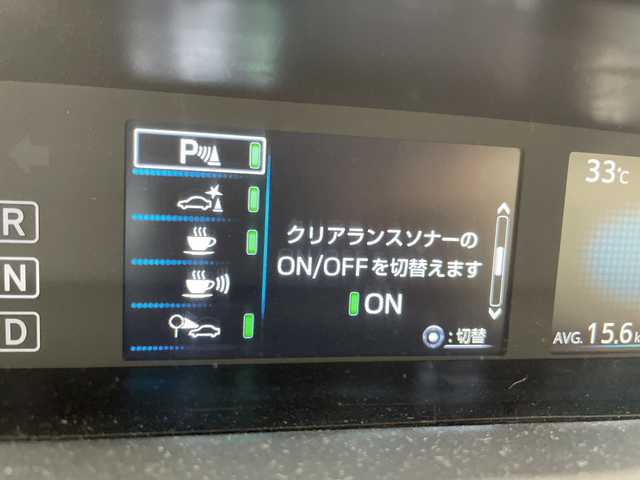 P
R
N
D
クリアランスソナーの
ON/OFFを切替えます
ON
:切替
33℃
AVG. 15.6k